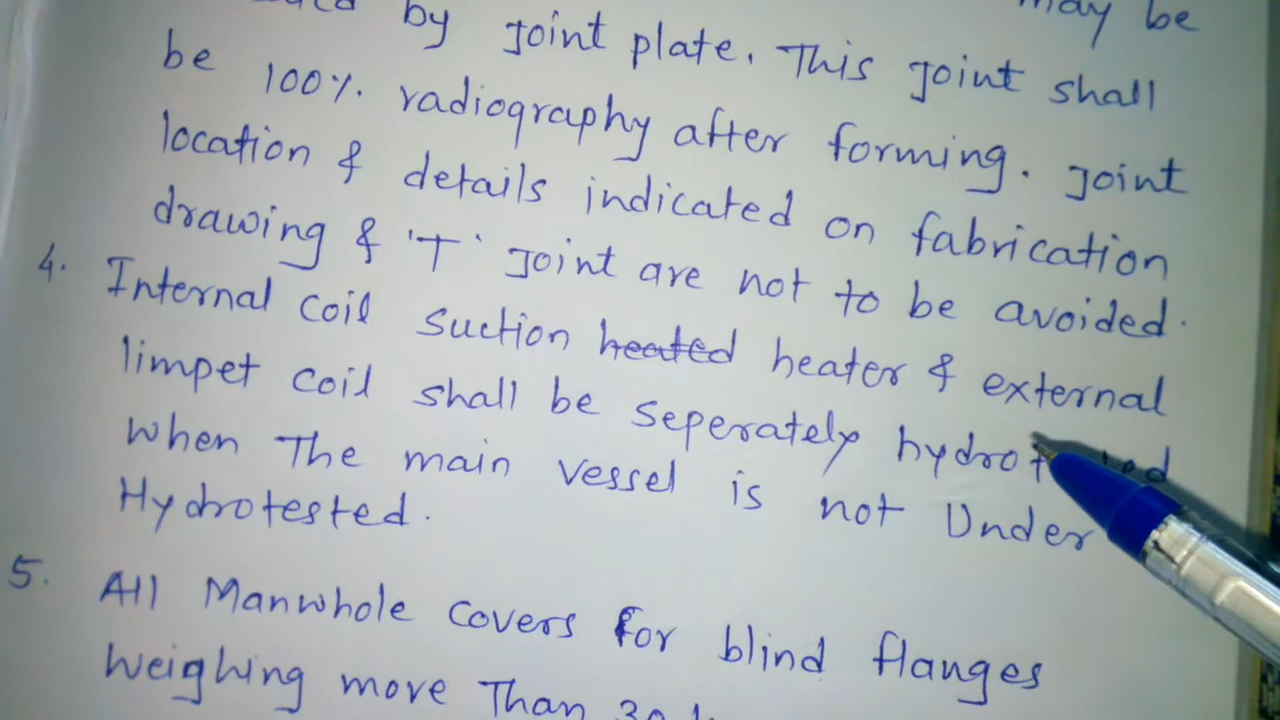 by joint plate. This joint shall may be
be 100%. radiography after forming. Joint
location & details indicated on fabrication
drawing & 'T' Joint are not to be avoided.
4. Internal coil suction heated heater & external
limpet coil shall be seperately
when The main vessel is not Under
Hydrotested.
5. All Manwhole covers for blind flanges
Weighing more Than